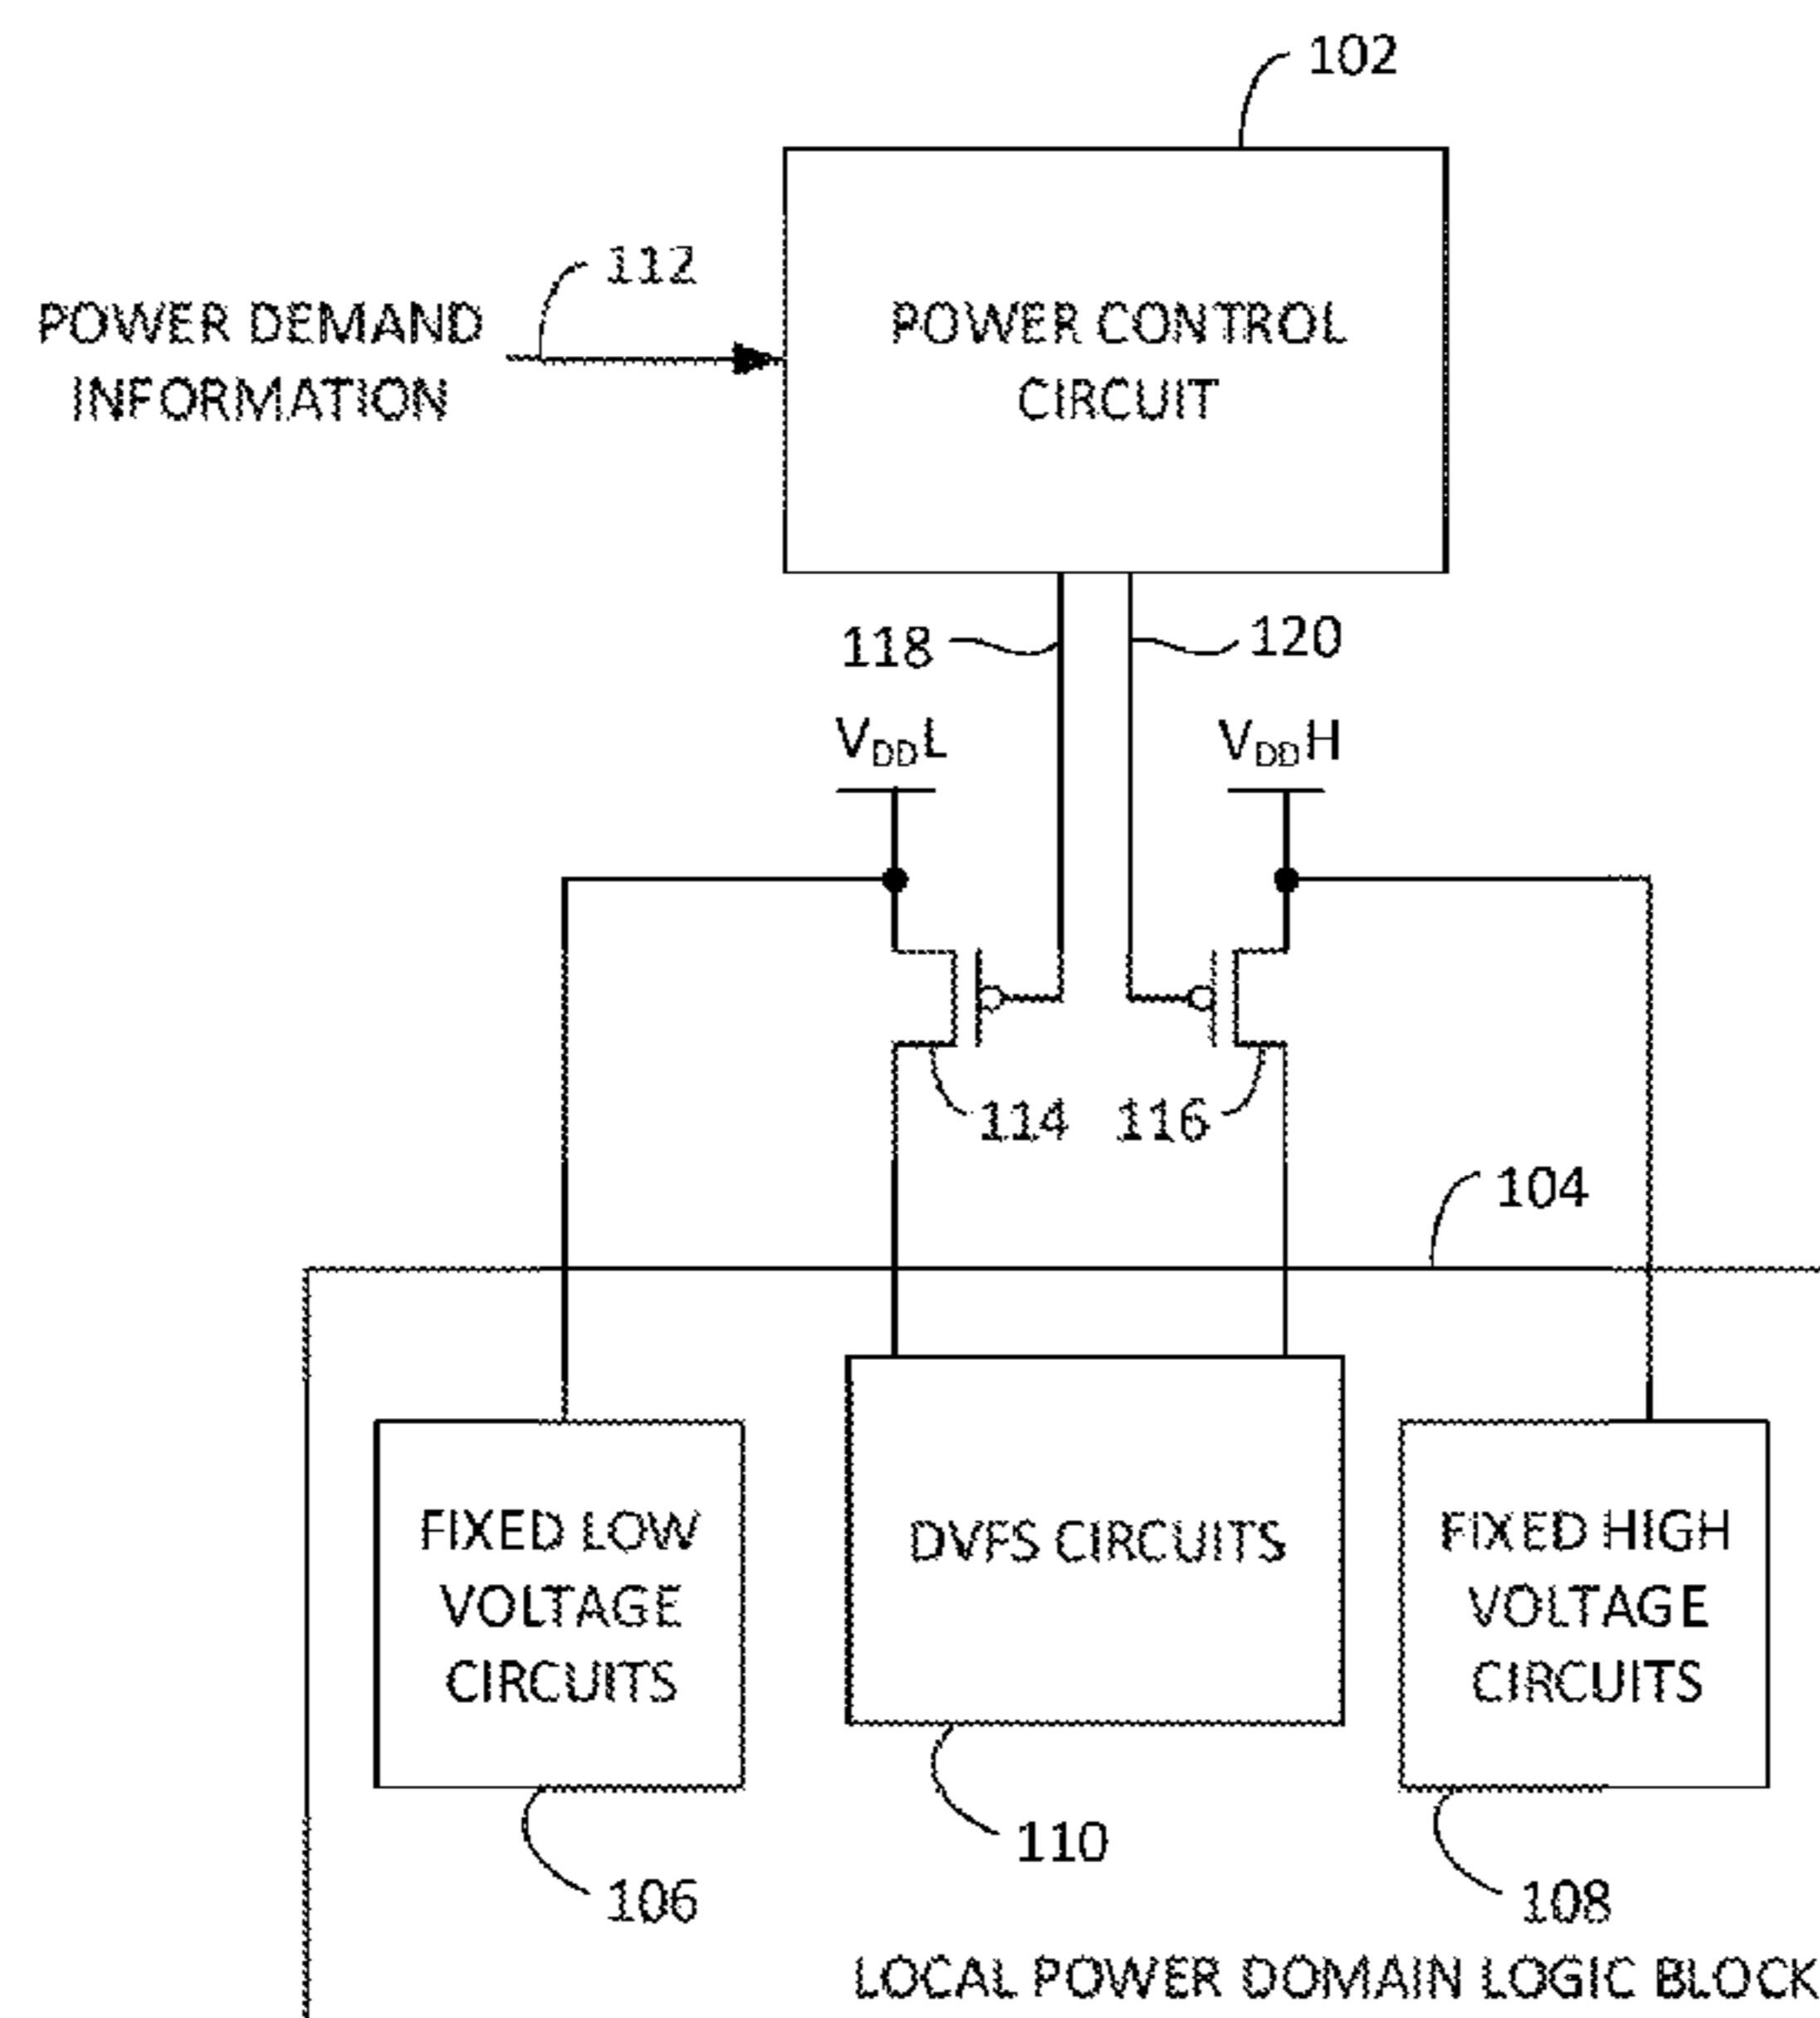 102
112
POWER DEMAND
INFORMATION
POWER CONTROL
CIRCUIT
118
120
VDDL
VDDH
114
116
104
FIXED LOW
VOLTAGE
CIRCUITS
DVFS CIRCUITS
FIXED HIGH
VOLTAGE
CIRCUITS
110
106
108
LOCAL POWER DOMAIN LOGIC BLOCK